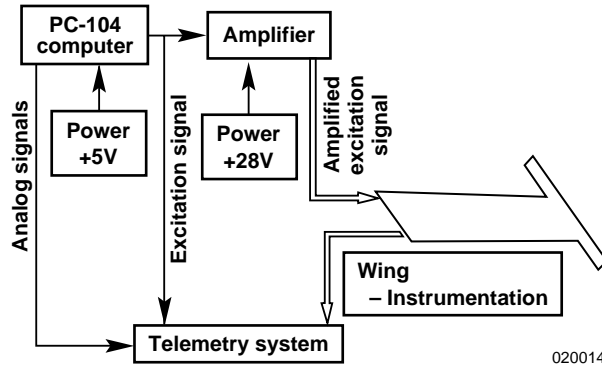 PC-104
computer
Amplifier
Power
+5V
Power
+28V
Analog signals
Excitation signal
Amplified
excitation
signal
Wing
– Instrumentation
Telemetry system
020014